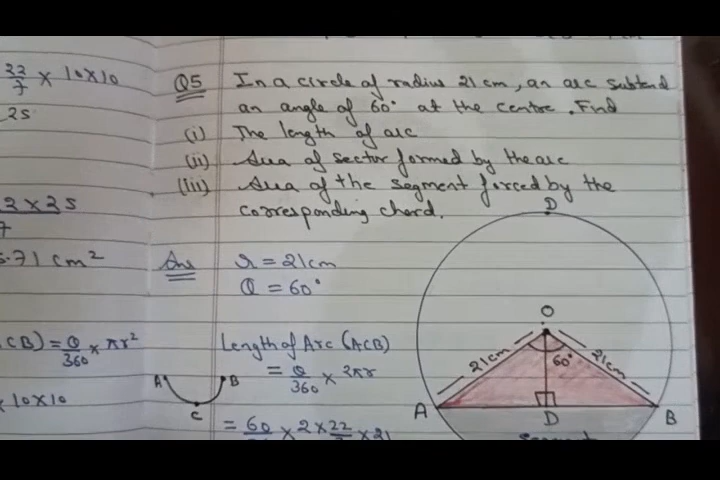 22/7 × 10×10
25
2 × 25
7
.71 cm²
CB) = θ/360 × πr²
× 10×10
Q5 In a circle of radius 21 cm, an arc subtend
an angle of 60° at the centre. Find
(i) The length of arc
(ii) Area of sector formed by the arc
(iii) Area of the segment forced by the
corresponding chord.
Ans r = 21cm
θ = 60°
Length of Arc (ACB)
= θ/360 × 2πr
= 60 × 2 × 22 × 21
A B
C
D
O
21cm 60° 21cm
A D B
segment